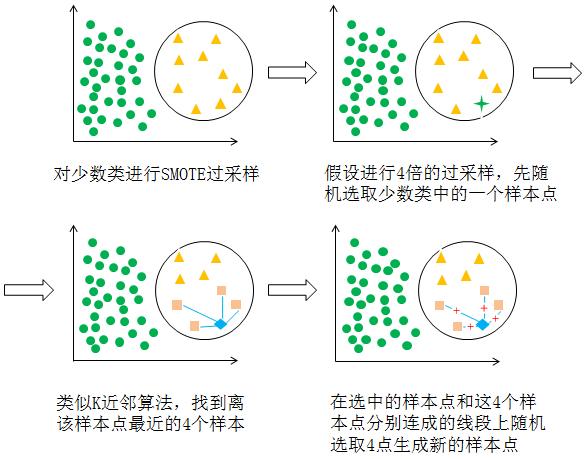 对少数类进行SMOTE过采样
假设进行4倍的过采样，先随
机选取少数类中的一个样本点
类似K近邻算法，找到离
该样本点最近的4个样本
在选中的样本点和这4个样
本点分别连成的线段上随机
选取4点生成新的样本点